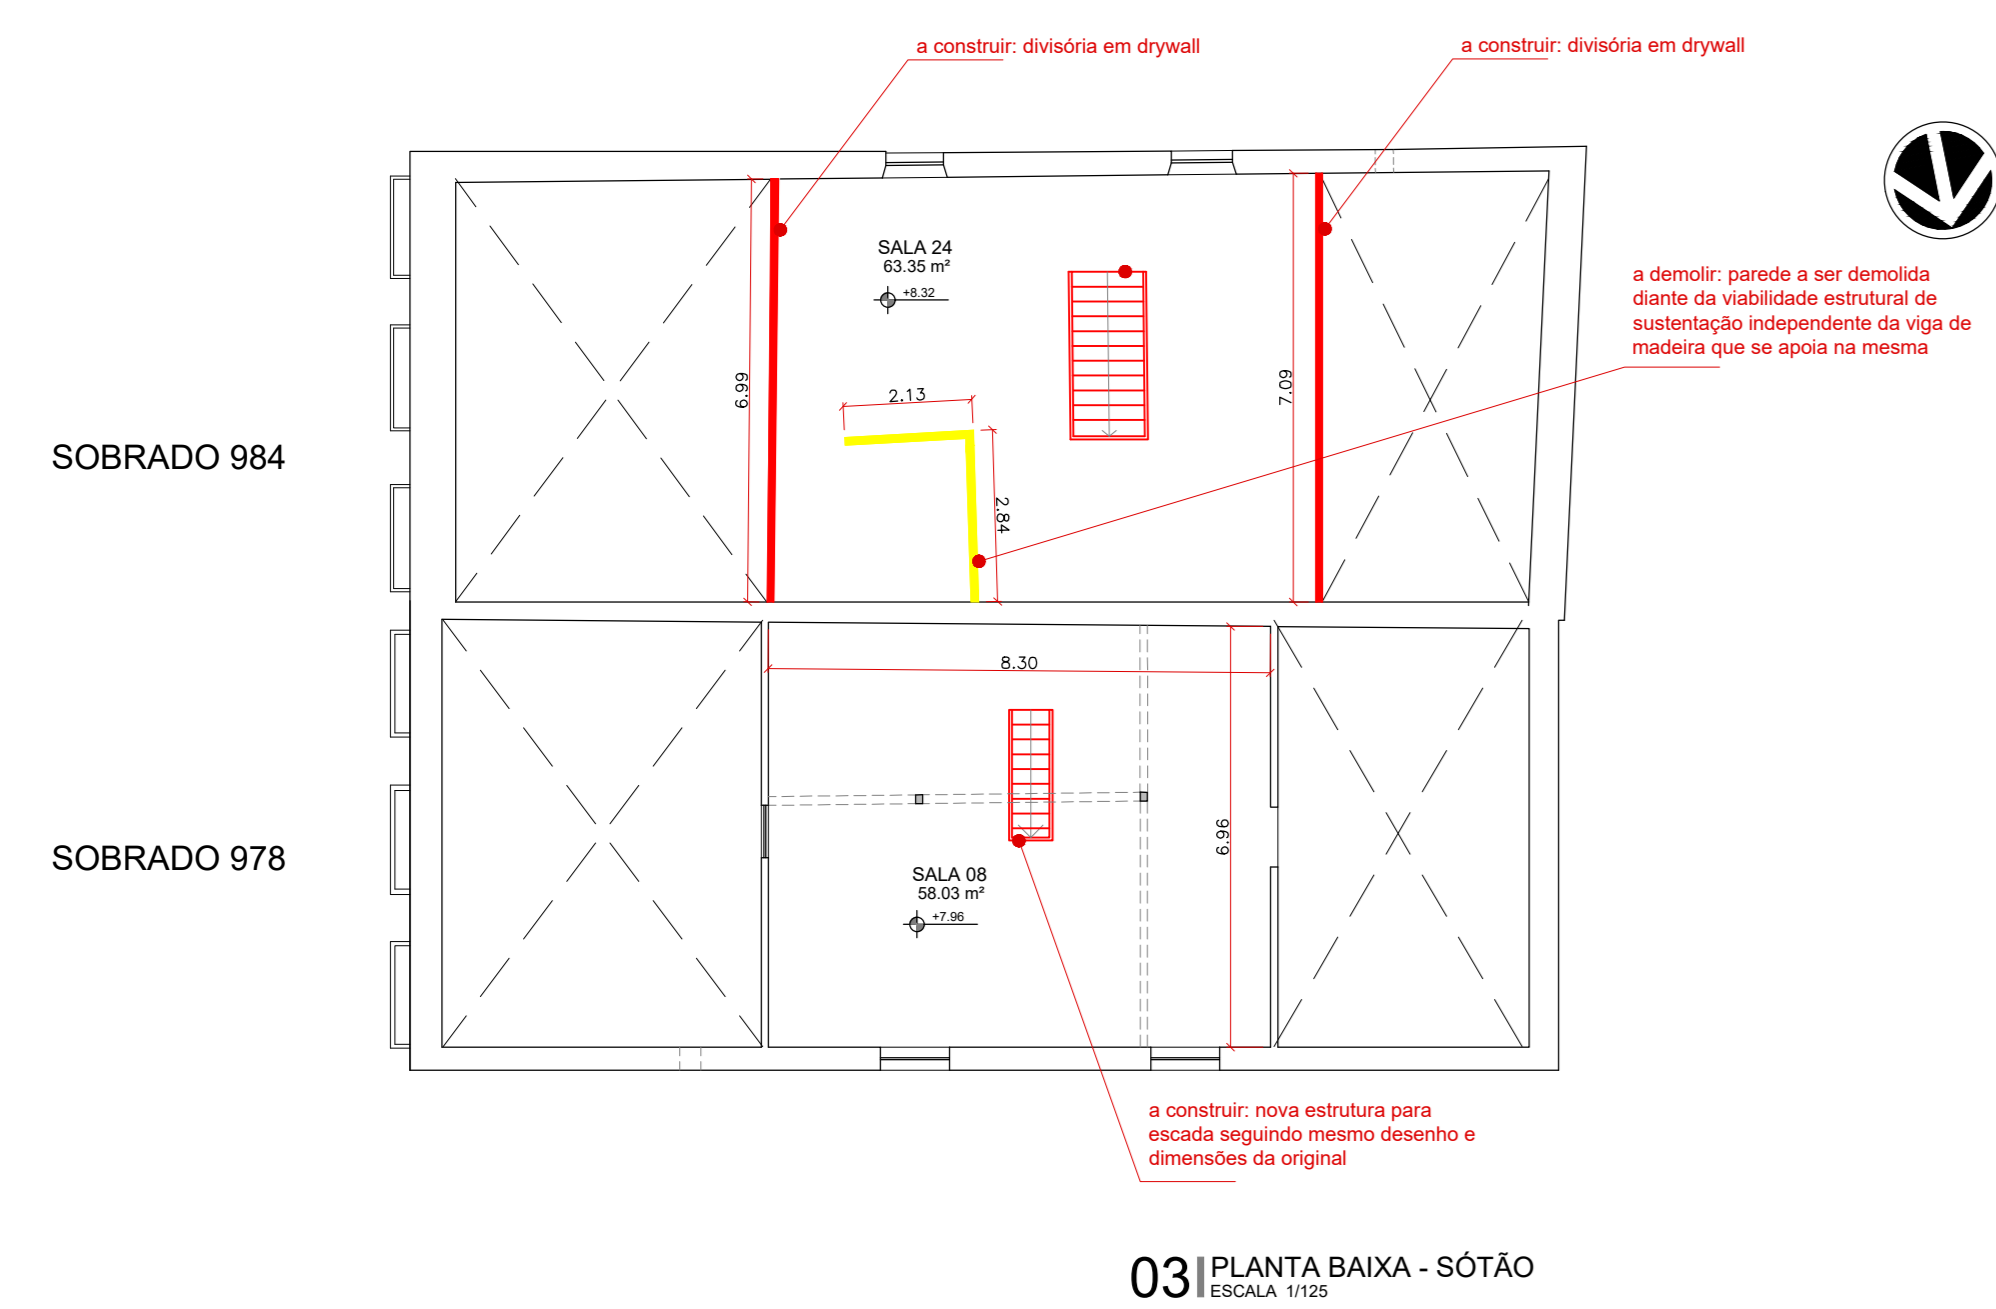 a construir: divisória em drywall
a construir: divisória em drywall
SALA 24
63.35 m²
+8.32
a demolir: parede a ser demolida
diante da viabilidade estrutural de
sustentação independente da viga de
madeira que se apoia na mesma
6.99
7.09
2.13
2.84
SOBRADO 984
8.30
6.96
SOBRADO 978
SALA 08
58.03 m²
+7.96
a construir: nova estrutura para
escada seguindo mesmo desenho e
dimensões da original
03 PLANTA BAIXA - SÓTÃO
ESCALA 1/125